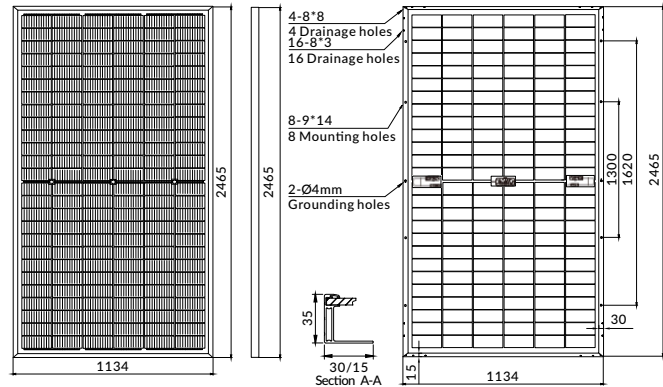 4-8*8
4 Drainage holes
16-8*3
16 Drainage holes
8-9*14
8 Mounting holes
2-Ø4mm
Grounding holes
2465
1134
2465
35
30/15
Section A-A
1300
1620
2465
30
15
1134